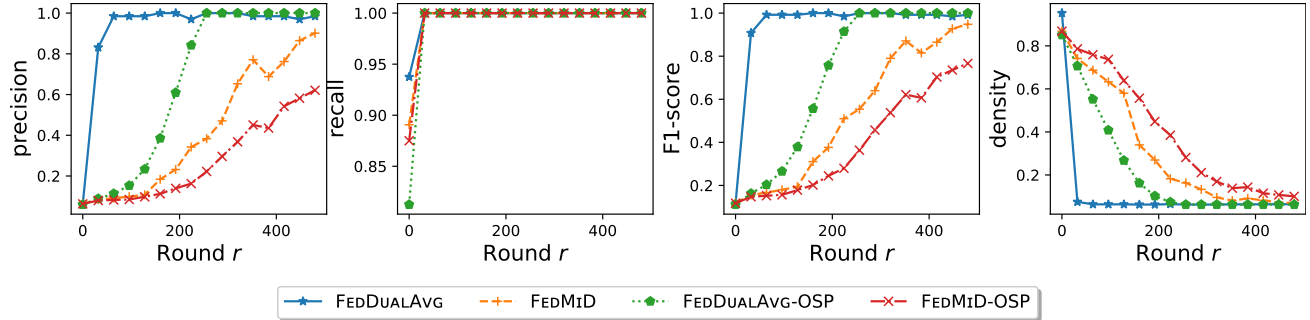 precision
1.0
0.8
0.6
0.4
0.2
0 200 400
Round r
recall
1.00
0.95
0.90
0.85
0 200 400
Round r
F1-score
1.0
0.8
0.6
0.4
0.2
0 200 400
Round r
density
0.8
0.6
0.4
0.2
0 200 400
Round r
FEDDUALAVG FEDMID FEDDUALAVG-OSP FEDMID-OSP